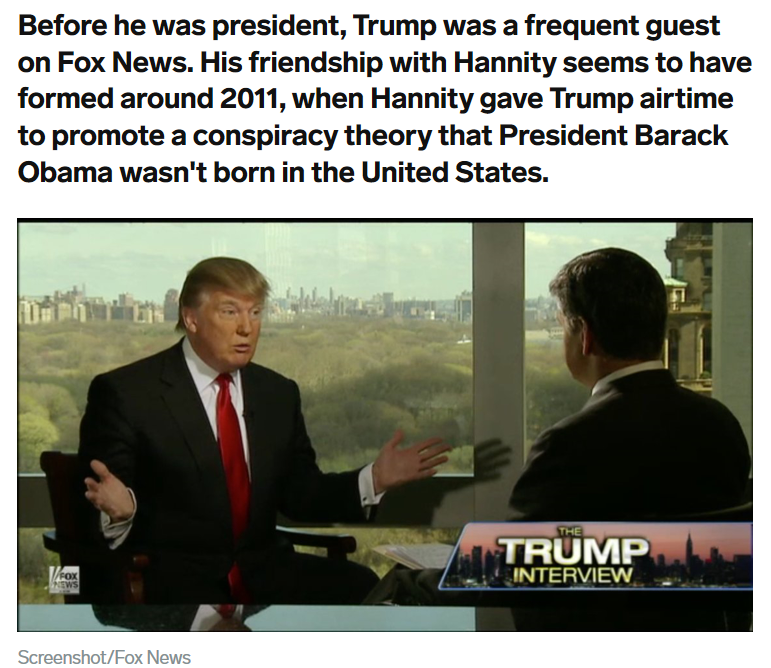 Before he was president, Trump was a frequent guest
on Fox News. His friendship with Hannity seems to have
formed around 2011, when Hannity gave Trump airtime
to promote a conspiracy theory that President Barack
Obama wasn't born in the United States.
THE
TRUMP
INTERVIEW
FOX
NEWS
Screenshot/Fox News